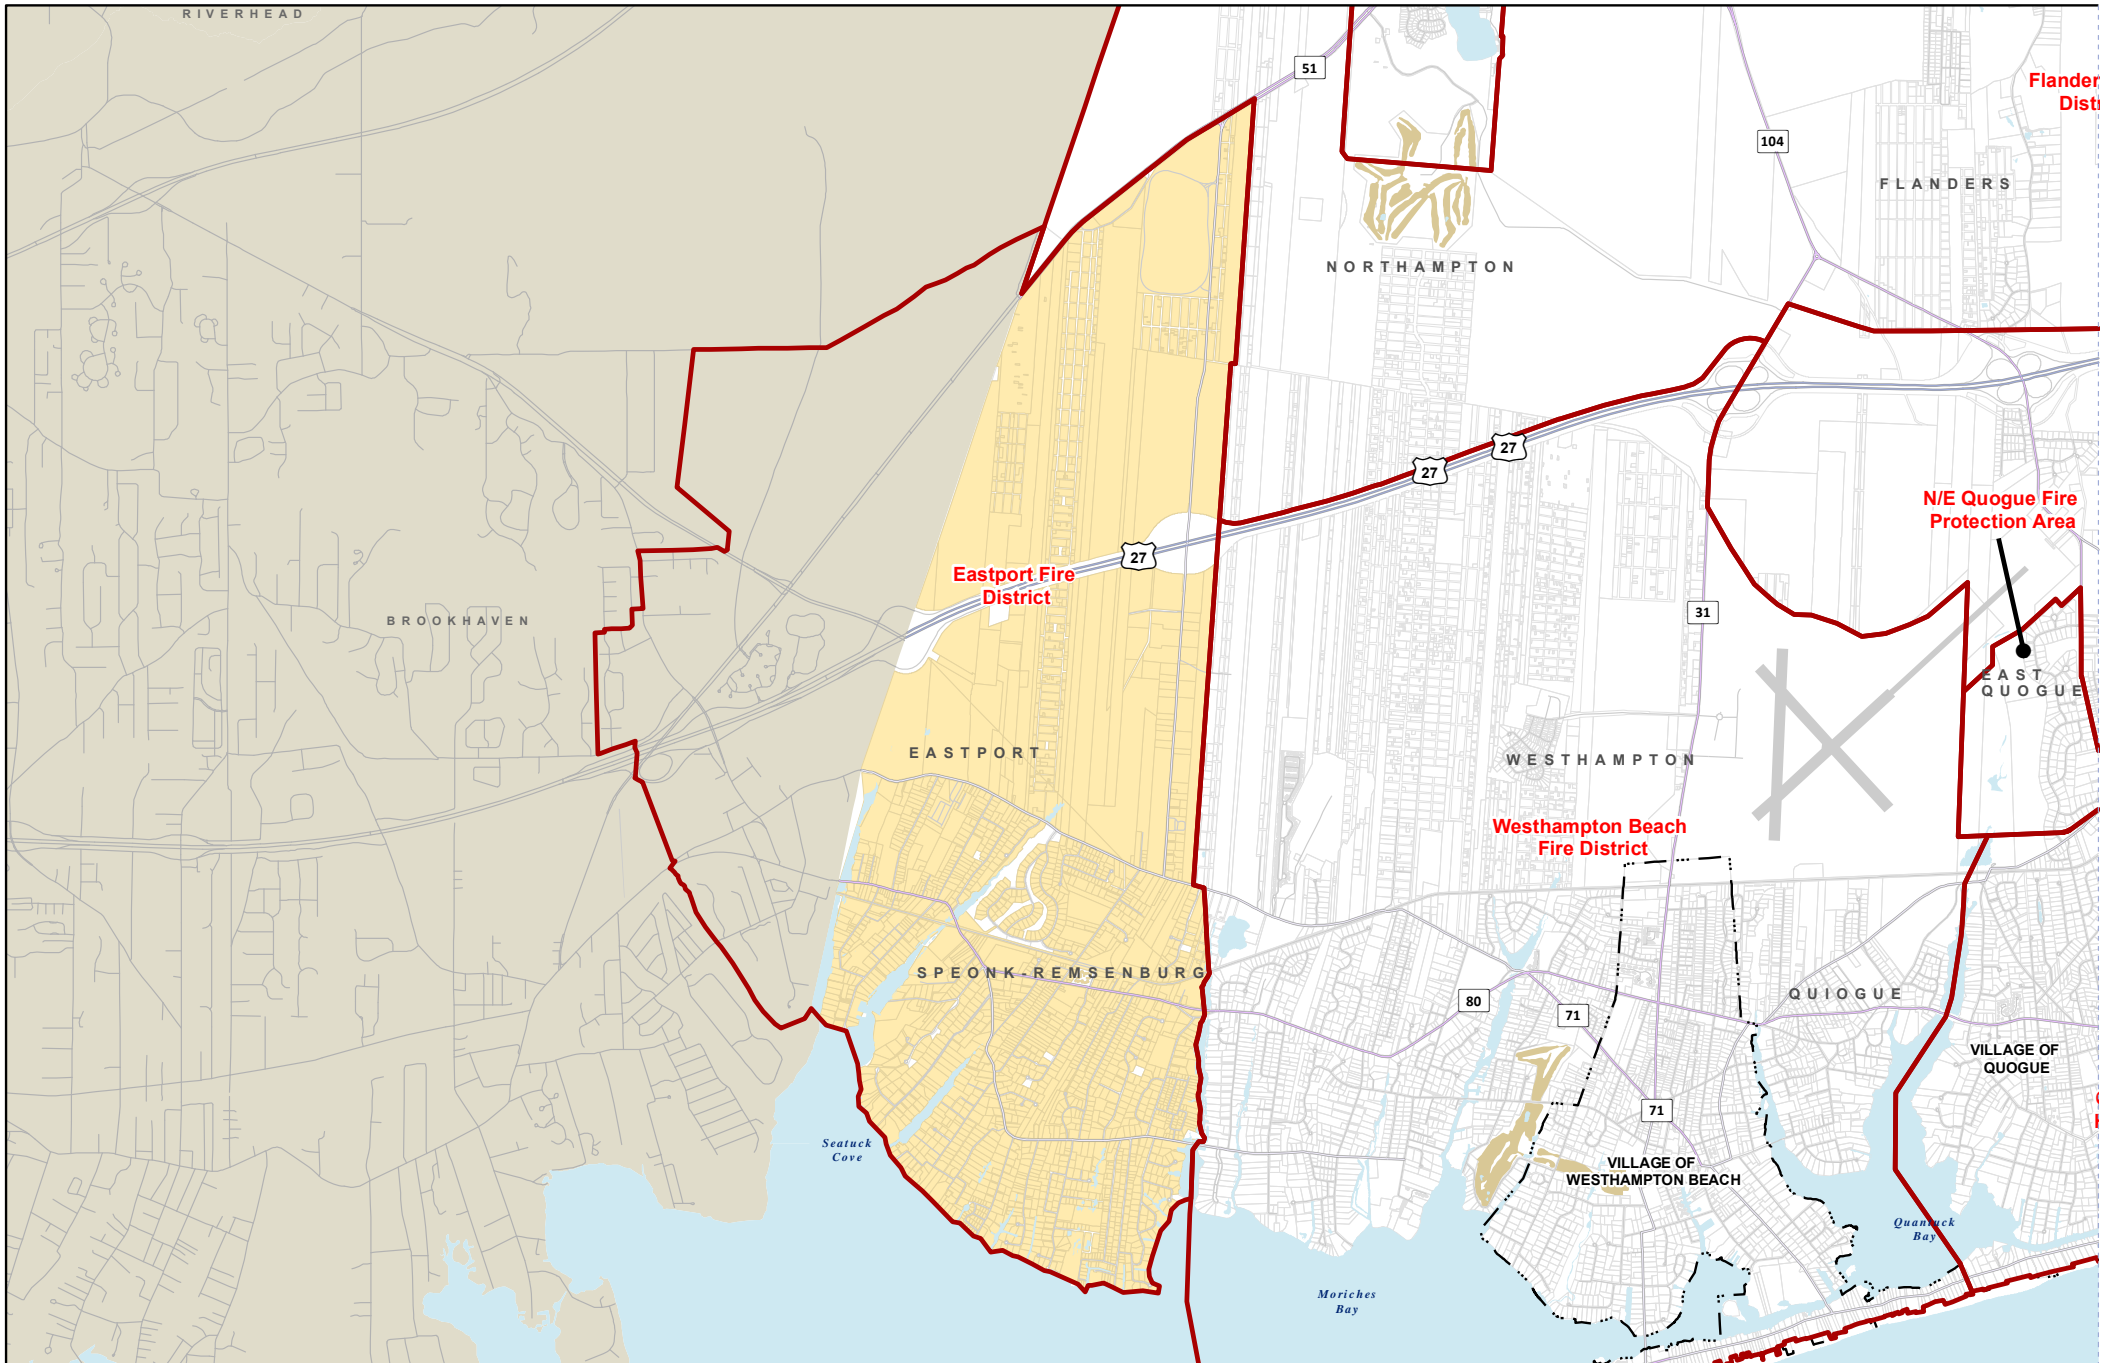 RIVERHEAD
51
Flander
Distr
104
FLANDERS
NORTHAMPTON
27
27
N/E Quogue Fire
Protection Area
27
Eastport Fire
District
31
BROOKHAVEN
EAST
QUOGUE
EASTPORT
WESTHAMPTON
Westhampton Beach
Fire District
SPEONK-REMSENBURG
80
71
QUIOGUE
VILLAGE OF
QUOGUE
71
Seatuck
Cove
VILLAGE OF
WESTHAMPTON BEACH
Quantuck
Bay
Moriches
Bay